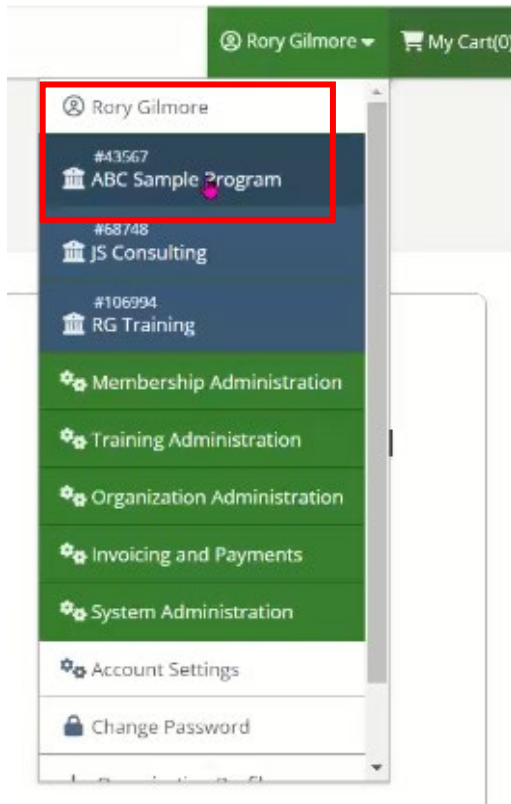 Rory Gilmore
My Cart(0)
Rory Gilmore
#43567
ABC Sample Program
#68748
JS Consulting
#106994
RG Training
Membership Administration
Training Administration
Organization Administration
Invoicing and Payments
System Administration
Account Settings
Change Password